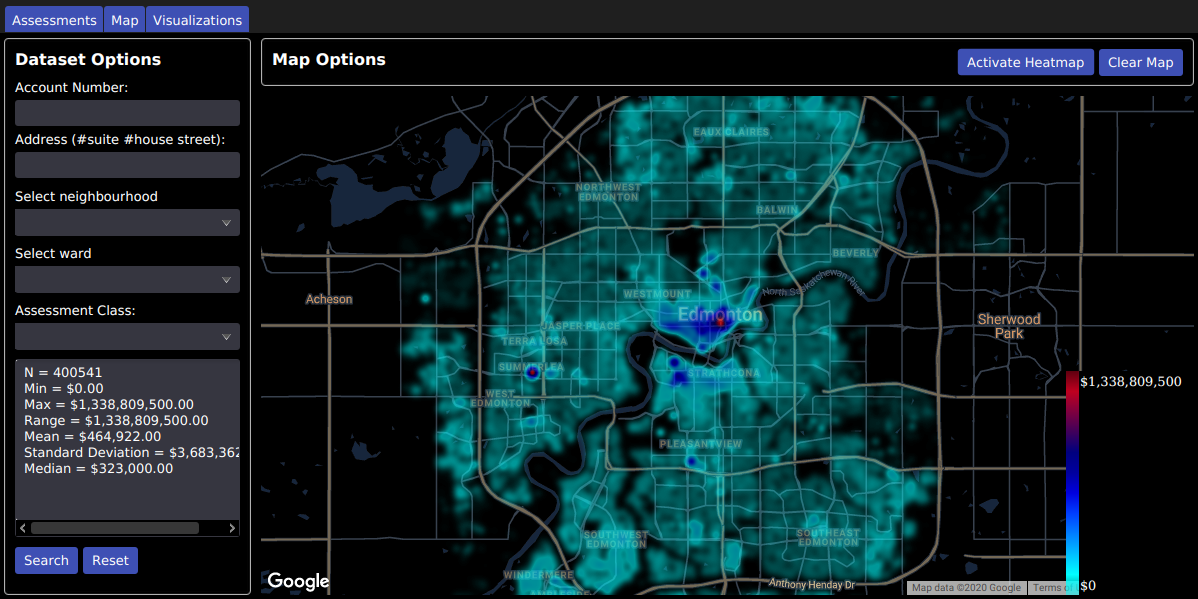 Assessments
Map
Visualizations
Dataset Options
Account Number:
Address (#suite #house street):
Select neighbourhood
Select ward
Assessment Class:
N = 400541
Min = $0.00
Max = $1,338,809,500.00
Range = $1,338,809,500.00
Mean = $464,922.00
Standard Deviation = $3,683,362
Median = $323,000.00
Search
Reset
Map Options
Activate Heatmap
Clear Map
EAUX CLAIRES
NORTHWEST
EDMONTON
BALWIN
BEVERLY
North Saskatchewan River
WESTMOUNT
Acheson
Edmonton
Sherwood
Park
JASPER PLACE
TERRA LOSA
SUMMERLEA
STRATHCONA
WEST
EDMONTON
PLEASANTVIEW
SOUTHWEST
EDMONTON
SOUTHEAST
EDMONTON
WINDERMERE
AMBLESIDE
Anthony Henday Dr
Google
Map data ©2020 Google
Terms of
$1,338,809,500
$0